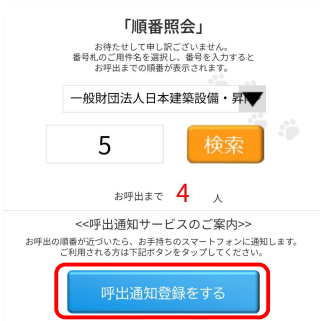 「順番照会」
お待たせして申し訳ございません。
番号札のご用件名を選択し、番号を入力すると
お呼出までの順番が表示されます。
一般財団法人日本建築設備・昇
5
検索
お呼出まで 4 人
<<呼出通知サービスのご案内>>
お呼出の順番が近づいたら、お手持ちのスマートフォンに通知します。
ご利用される方は下記ボタンをタップしてください。
呼出通知登録をする